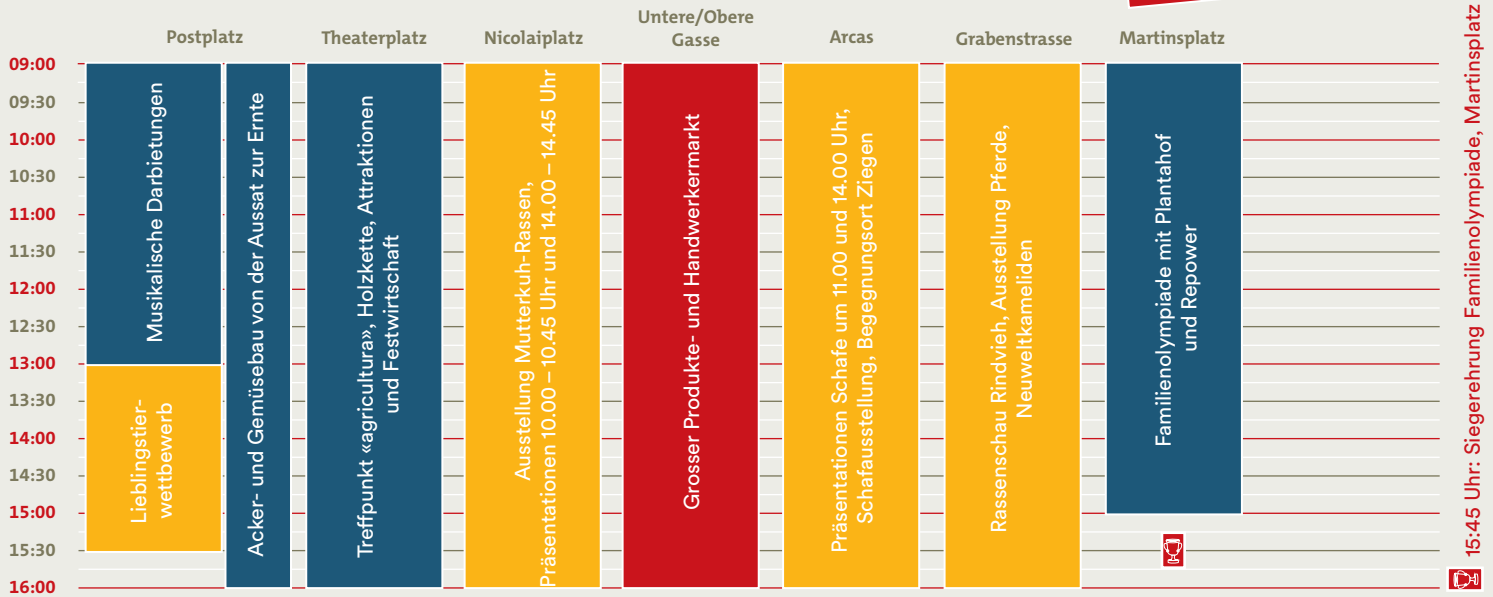 Postplatz
Theaterplatz
Nicolaiplatz
Untere/Obere
Gasse
Arcas
Grabenstrasse
Martinsplatz
09:00
09:30
10:00
10:30
11:00
11:30
12:00
12:30
13:00
13:30
14:00
14:30
15:00
15:30
16:00
Musikalische Darbietungen
Lieblingstier-
wettbewerb
Acker- und Gemüsebau von der Aussat zur Ernte
Treffpunkt «agricultura», Holzkette, Attraktionen
und Festwirtschaft
Ausstellung Mutterkuh-Rassen,
Präsentationen 10.00 – 10.45 Uhr und 14.00 – 14.45 Uhr
Grosser Produkte- und Handwerkermarkt
Präsentationen Schafe um 11.00 und 14.00 Uhr,
Schafausstellung, Begegnungsort Ziegen
Rassenschau Rindvieh, Ausstellung Pferde,
Neuweltkameliden
Familienolympiade mit Plantahof
und Repower
15:45 Uhr: Siegerehrung Familienolympiade, Martinsplatz